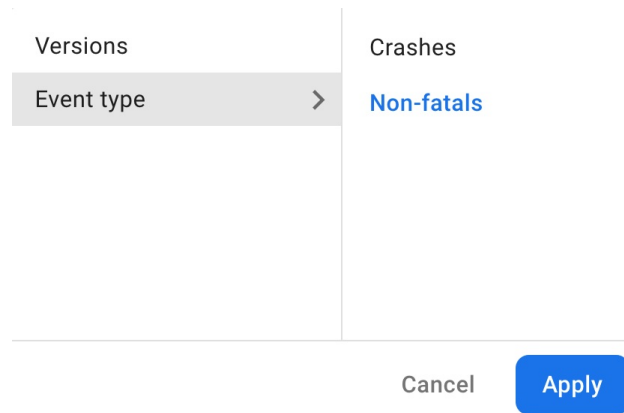 Versions
Event type
Crashes
Non-fatals
Cancel
Apply